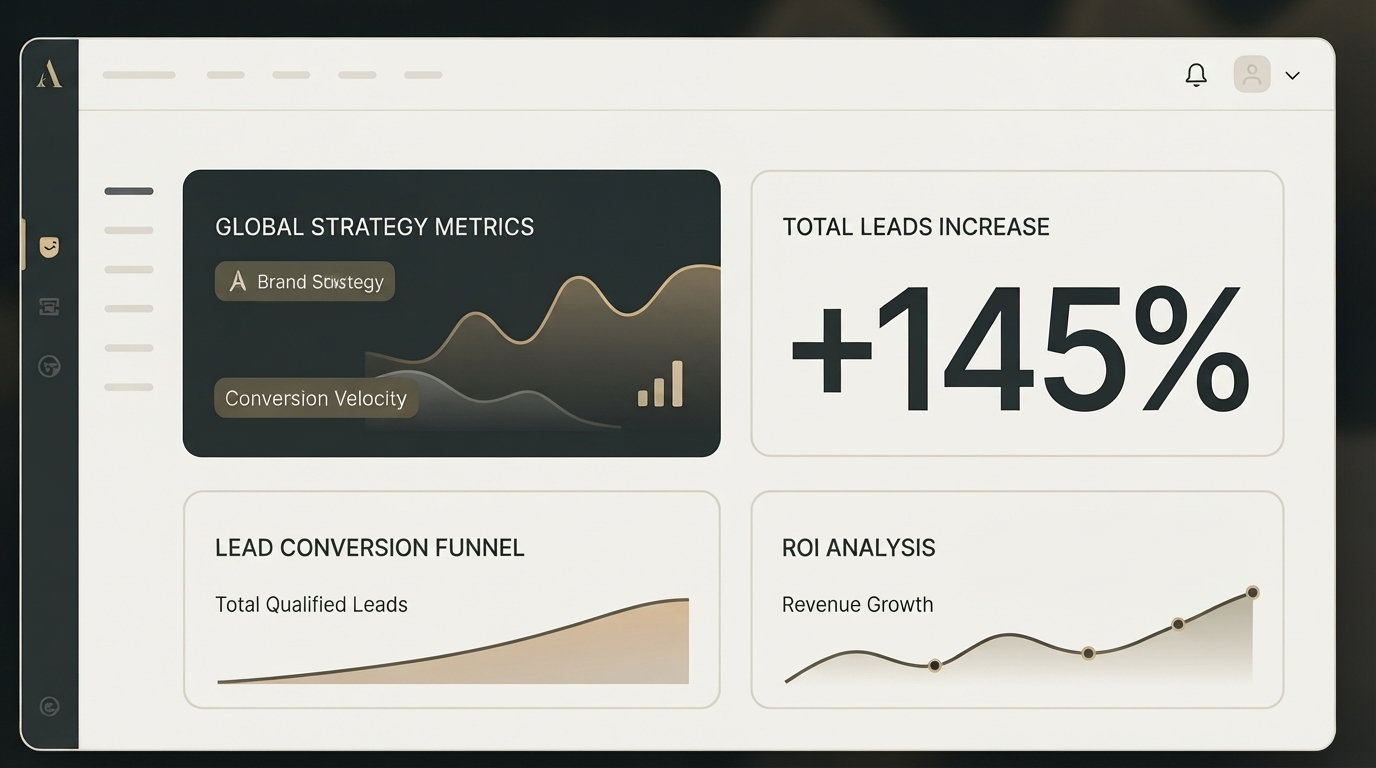 GLOBAL STRATEGY METRICS
Brand
Conversion Velocity
TOTAL LEADS INCREASE
+145%
LEAD CONVERSION FUNNEL
Total Qualified Leads
ROI ANALYSIS
Revenue Growth